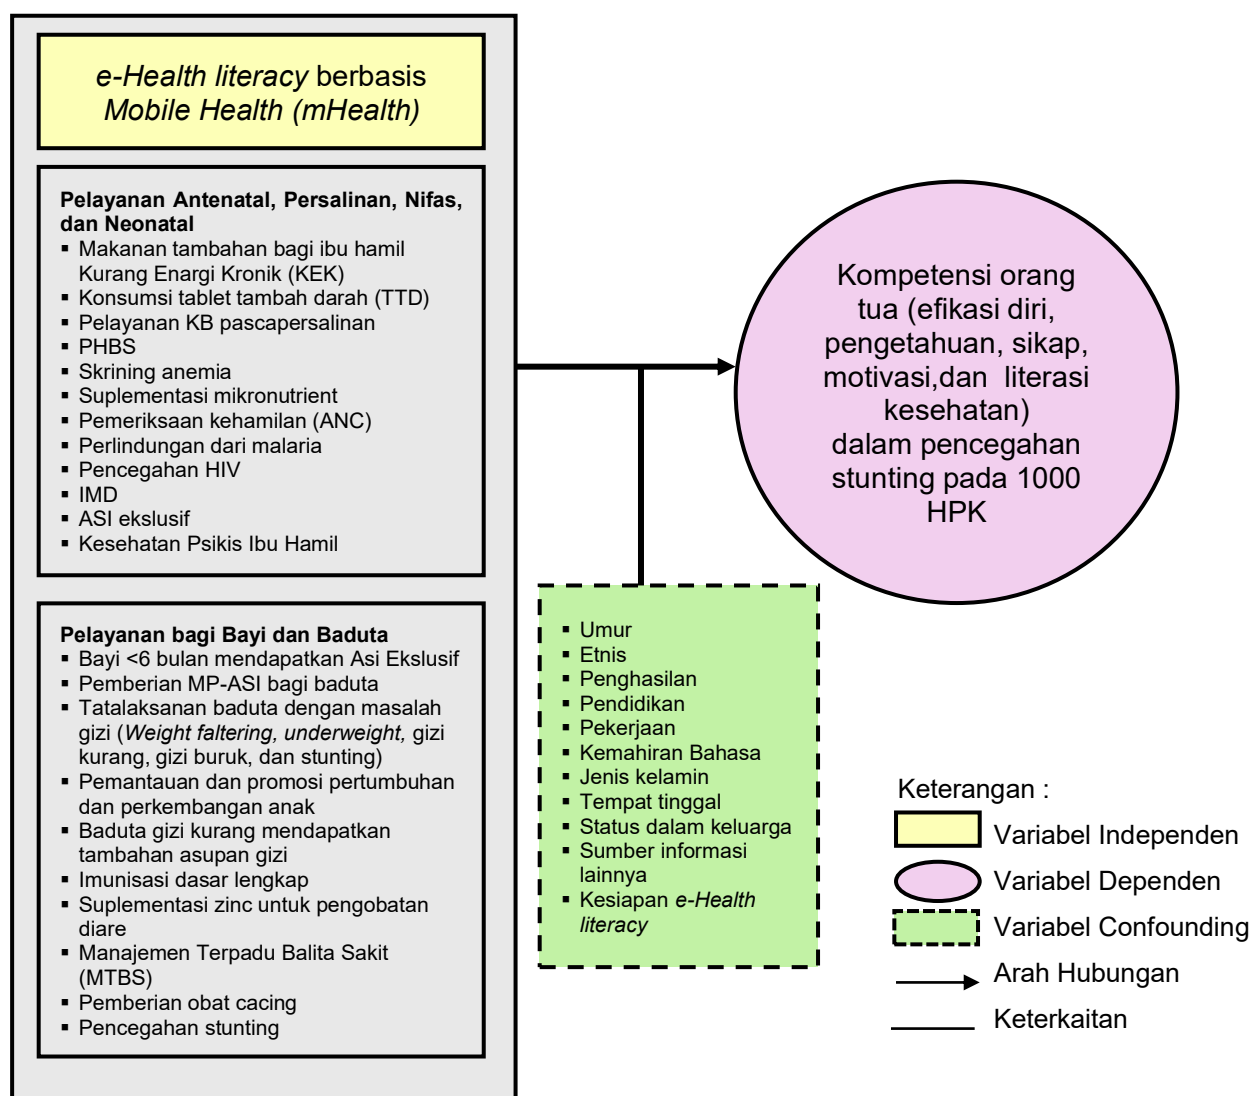 e-Health literacy berbasis
Mobile Health (mHealth)
Pelayanan Antenatal, Persalinan, Nifas,
dan Neonatal
▪ Makanan tambahan bagi ibu hamil
Kurang Enargi Kronik (KEK)
▪ Konsumsi tablet tambah darah (TTD)
▪ Pelayanan KB pascapersalinan
▪ PHBS
▪ Skrining anemia
▪ Suplementasi mikronutrient
▪ Pemeriksaan kehamilan (ANC)
▪ Perlindungan dari malaria
▪ Pencegahan HIV
▪ IMD
▪ ASI ekslusif
▪ Kesehatan Psikis Ibu Hamil
Pelayanan bagi Bayi dan Baduta
▪ Bayi <6 bulan mendapatkan Asi Ekslusif
▪ Pemberian MP-ASI bagi baduta
▪ Tatalaksanan baduta dengan masalah
gizi (Weight faltering, underweight, gizi
kurang, gizi buruk, dan stunting)
▪ Pemantauan dan promosi pertumbuhan
dan perkembangan anak
▪ Baduta gizi kurang mendapatkan
tambahan asupan gizi
▪ Imunisasi dasar lengkap
▪ Suplementasi zinc untuk pengobatan
diare
▪ Manajemen Terpadu Balita Sakit
(MTBS)
▪ Pemberian obat cacing
▪ Pencegahan stunting
Kompetensi orang
tua (efikasi diri,
pengetahuan, sikap,
motivasi,dan literasi
kesehatan)
dalam pencegahan
stunting pada 1000
HPK
▪ Umur
▪ Etnis
▪ Penghasilan
▪ Pendidikan
▪ Pekerjaan
▪ Kemahiran Bahasa
▪ Jenis kelamin
▪ Tempat tinggal
▪ Status dalam keluarga
▪ Sumber informasi
lainnya
▪ Kesiapan e-Health
literacy
Keterangan :
Variabel Independen
Variabel Dependen
Variabel Confounding
Arah Hubungan
Keterkaitan